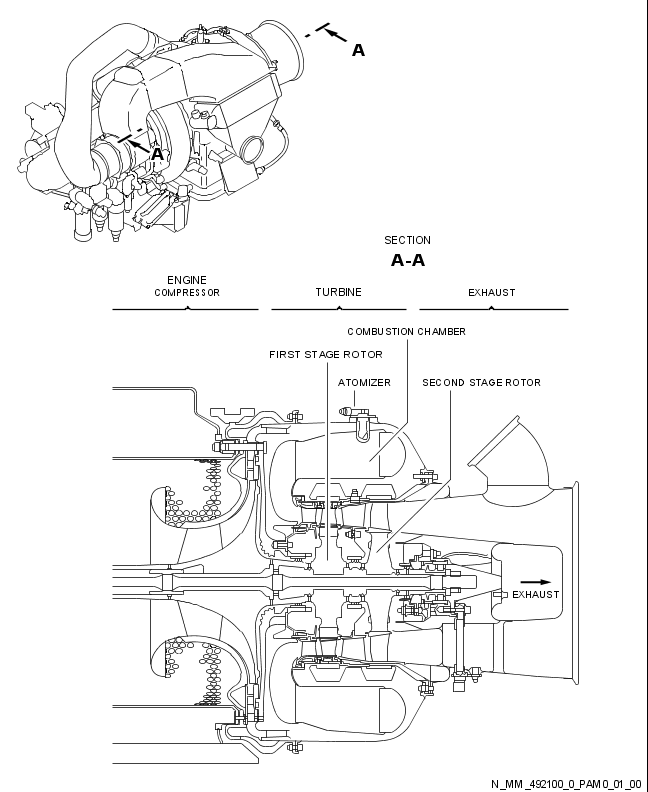 A
A
SECTION
A-A
ENGINE
COMPRESSOR
TURBINE
EXHAUST
COMBUSTION CHAMBER
FIRST STAGE ROTOR
ATOMIZER
SECOND STAGE ROTOR
EXHAUST
N_MM_492100_0_PAM0_01_00